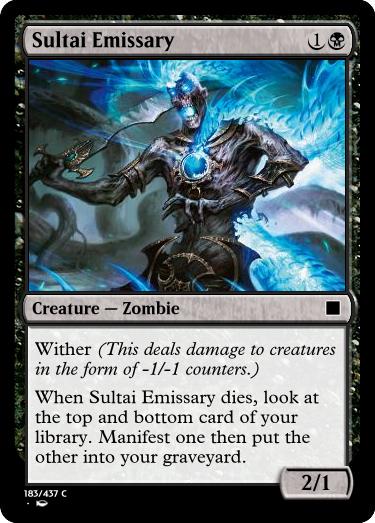 Sultai Emissary 1
Creature — Zombie
Wither (This deals damage to creatures
in the form of -1/-1 counters.)
When Sultai Emissary dies, look at
the top and bottom card of your
library. Manifest one then put the
other into your graveyard.
2/1
183/437 C